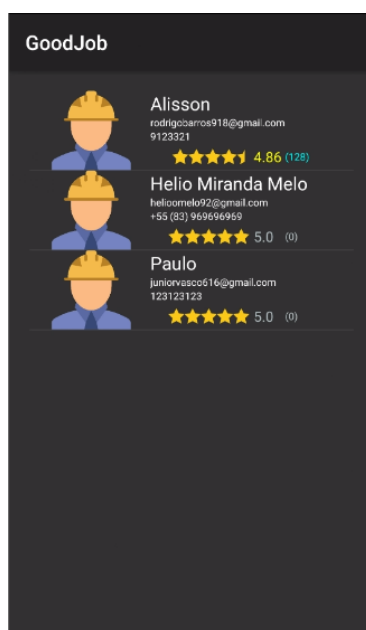 GoodJob
Alisson
rodrigobarros918@gmail.com
9123321
4.86 (128)
Helio Miranda Melo
helioomelo92@gmail.com
+55 (83) 969696969
5.0 (0)
Paulo
juniorvasco616@gmail.com
123123123
5.0 (0)